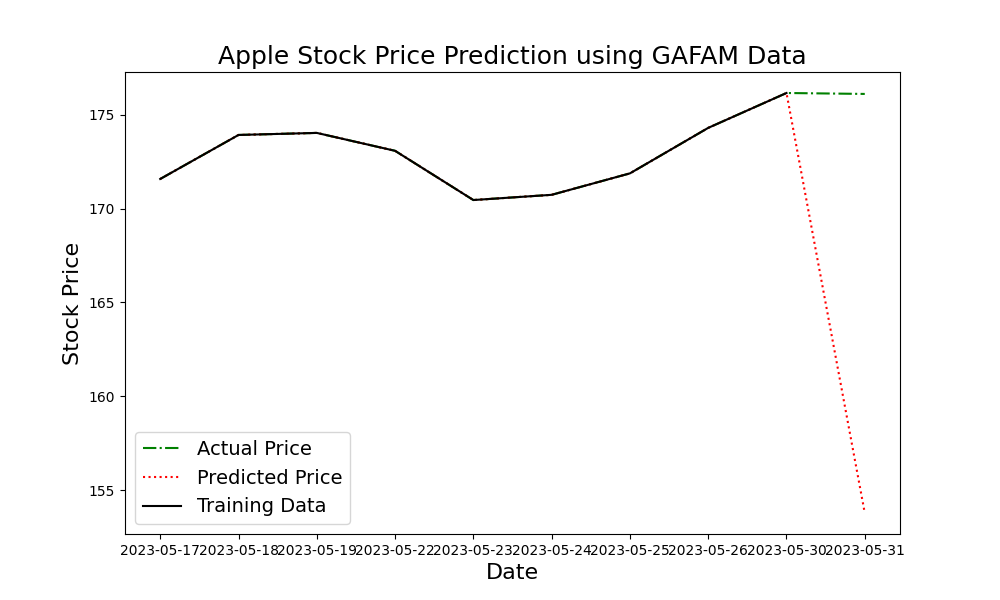 Apple Stock Price Prediction using GAFAM Data
175
170
165
160
155
Stock Price
Actual Price
Predicted Price
Training Data
2023-05-17 2023-05-18 2023-05-19 2023-05-22 2023-05-23 2023-05-24 2023-05-25 2023-05-26 2023-05-30 2023-05-31
Date